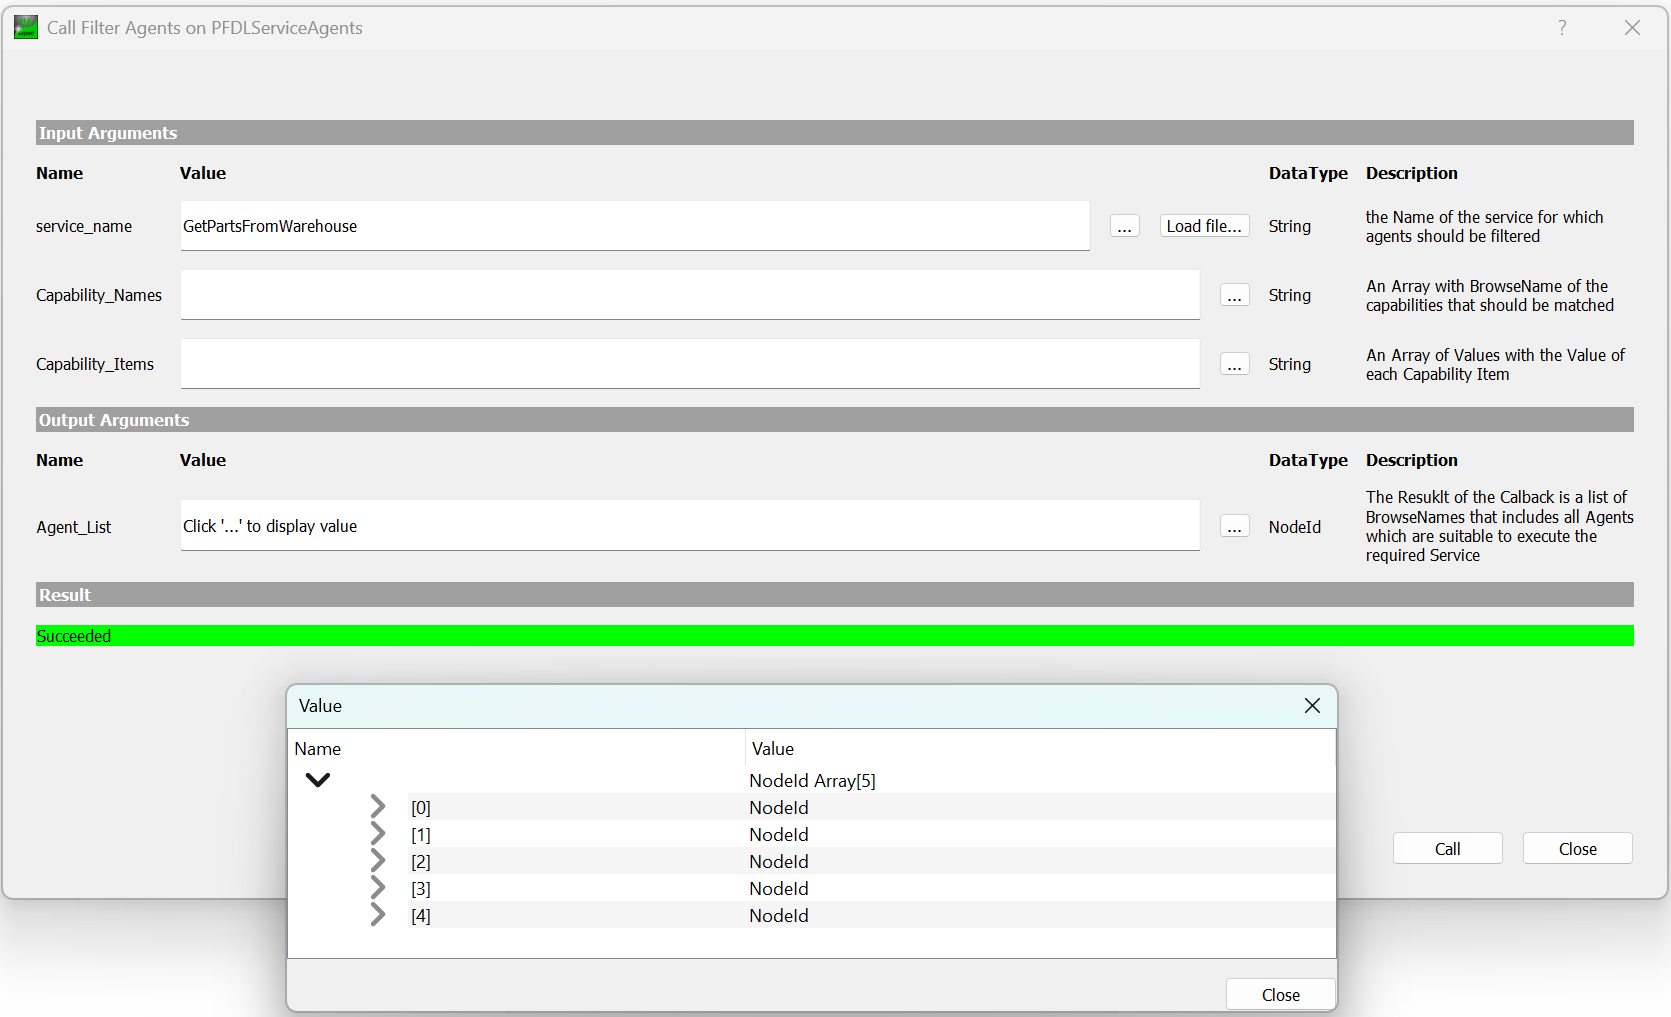 Call Filter Agents on PFDLServiceAgents
?
Input Arguments
Name Value DataType Description
service_name GetPartsFromWarehouse ... Load file... String the Name of the service for which
agents should be filtered
Capability_Names ... String An Array with BrowseName of the
capabilities that should be matched
Capability_Items ... String An Array of Values with the Value of
each Capability Item
Output Arguments
Name Value DataType Description
Agent_List Click '...' to display value ... NodeId The Resuklt of the Calback is a list of
BrowseNames that includes all Agents
which are suitable to execute the
required Service
Result
Succeeded
Value
Name Value
NodeId Array[5]
[0] NodeId
[1] NodeId
[2] NodeId
[3] NodeId
[4] NodeId
Close
Call Close